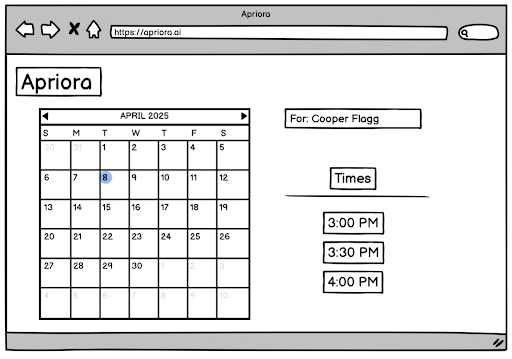 Apriora
https://apriora.ai
Apriora
APRIL 2025
S M T W T F S
30 31 1 2 3 4 5
6 7 8 9 10 11 12
13 14 15 16 17 18 19
20 21 22 23 24 25 26
27 28 29 30 1 2 3
4 5 6 7 8 9 10
For: Cooper Flagg
Times
3:00 PM
3:30 PM
4:00 PM